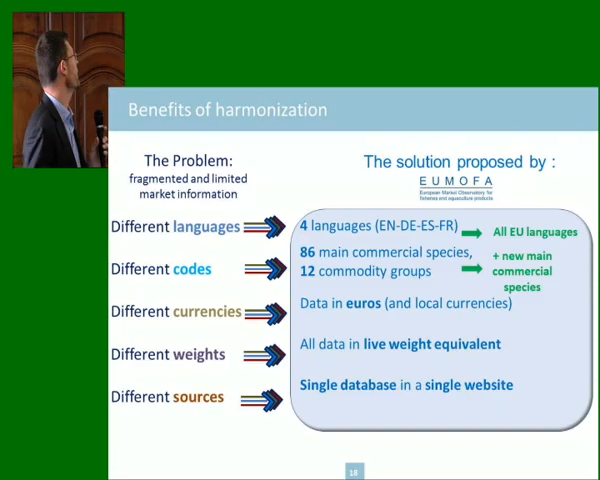 Benefits of harmonization
The Problem:
fragmented and limited
market information
The solution proposed by :
EUMOFA
European Market Observatory for
fisheries and aquaculture products
Different languages
4 languages (EN-DE-ES-FR)
All EU languages
Different codes
86 main commercial species,
12 commodity groups
+ new main
commercial
species
Different currencies
Data in euros (and local currencies)
Different weights
All data in live weight equivalent
Different sources
Single database in a single website
18